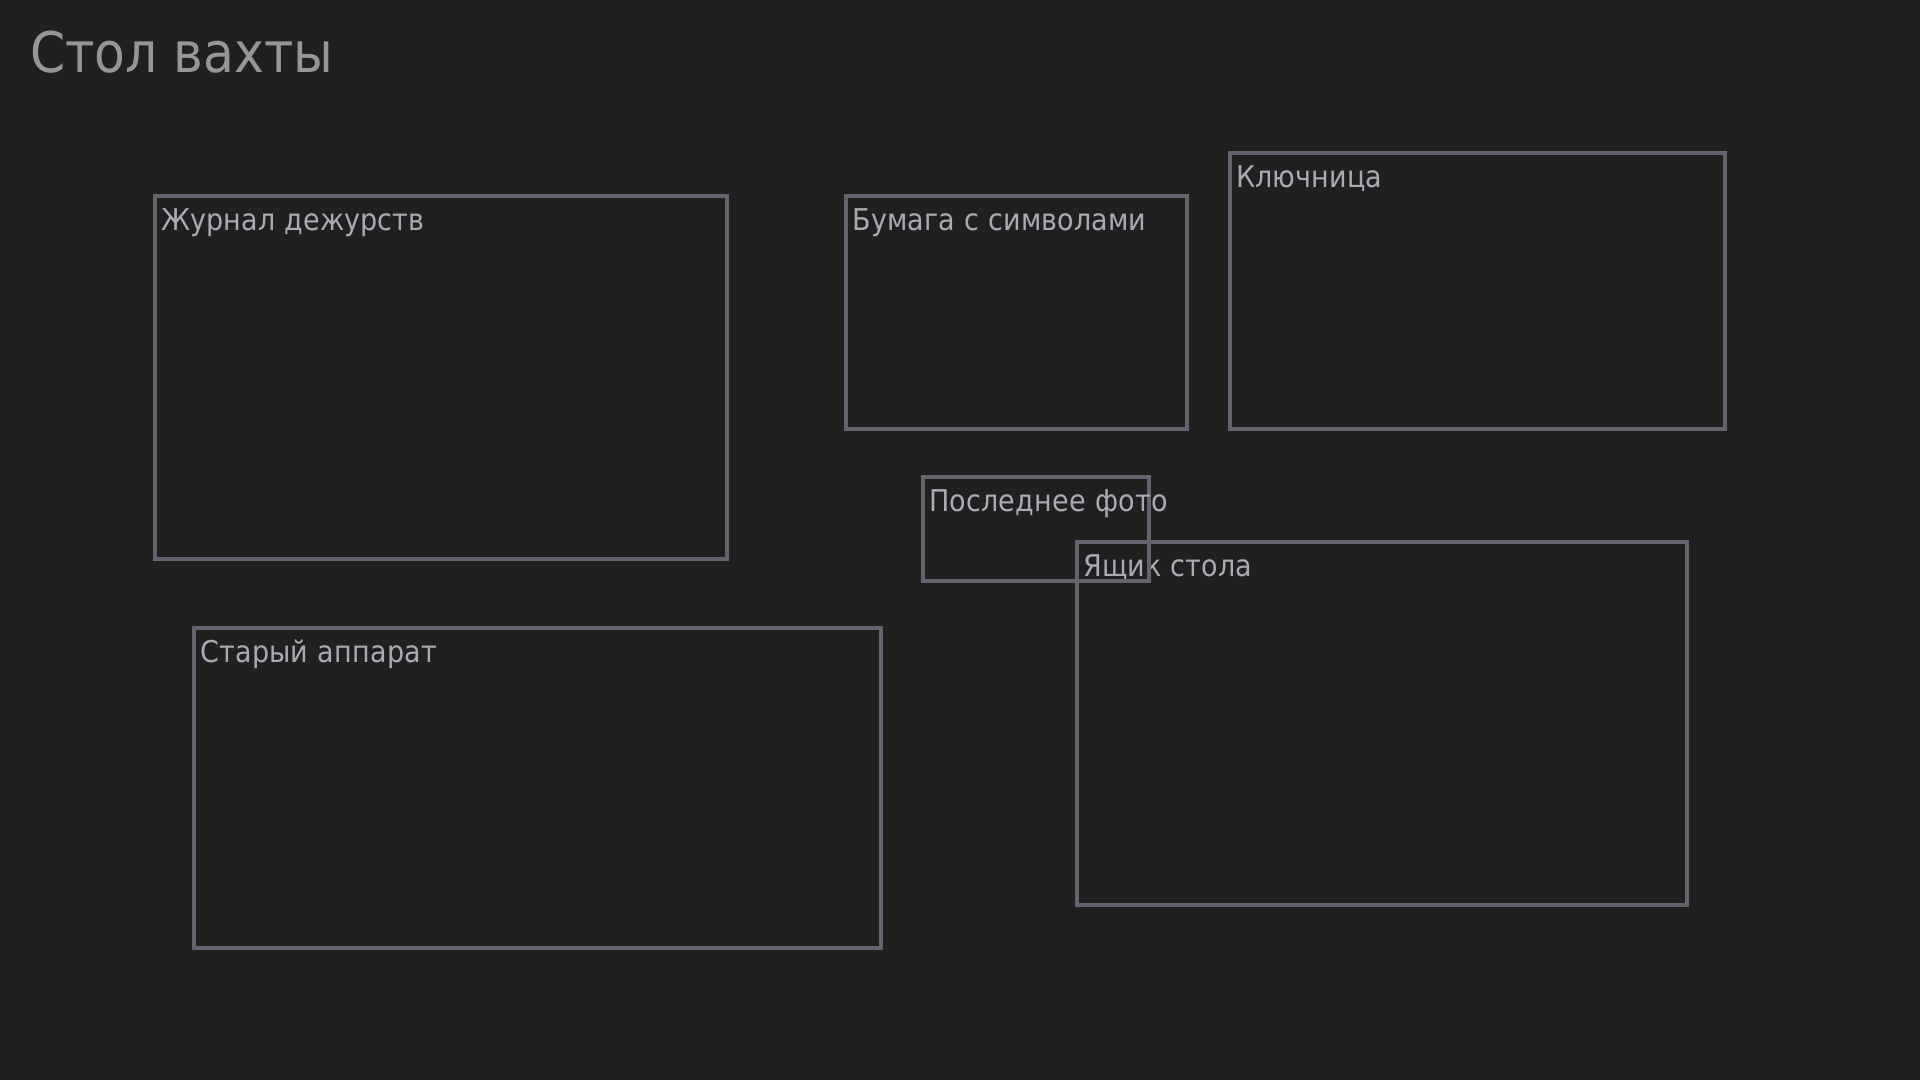 Стол вахты
Ключница
Журнал дежурств
Бумага с символами
Последнее фото
Ящик стола
Старый аппарат